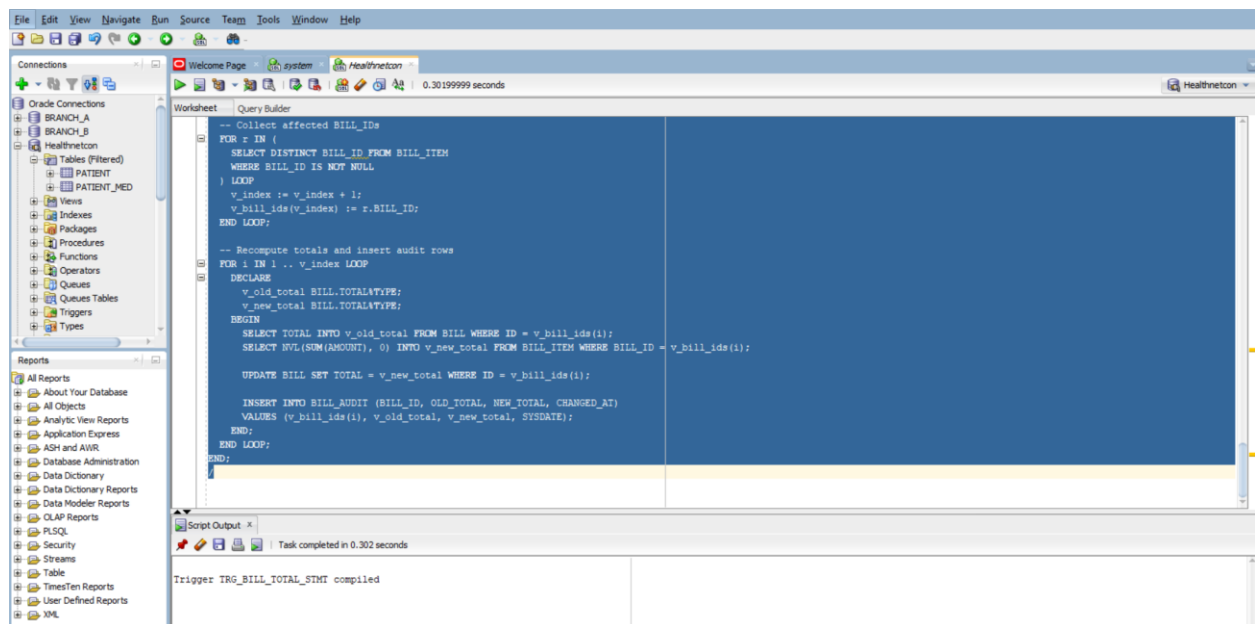 File Edit View Navigate Run Source Team Tools Window Help
Connections
Oracle Connections
BRANCH_A
BRANCH_B
Healthnetcon
Tables (Filtered)
PATIENT
PATIENT_MED
Views
Indexes
Packages
Procedures
Functions
Operators
Queues
Queues Tables
Triggers
Types
Reports
All Reports
About Your Database
All Objects
Analytic View Reports
Application Express
ASH and AWR
Database Administration
Data Dictionary
Data Dictionary Reports
Data Modeler Reports
OLAP Reports
PLSQL
Security
Streams
Table
TimesTen Reports
User Defined Reports
XML
Welcome Page system Healthnetcon
0.30199999 seconds Healthnetcon
Worksheet Query Builder
-- Collect affected BILL_IDs
FOR r IN (
SELECT DISTINCT BILL_ID FROM BILL_ITEM
WHERE BILL_ID IS NOT NULL
) LOOP
v_index := v_index + 1;
v_bill_ids(v_index) := r.BILL_ID;
END LOOP;
-- Recompute totals and insert audit rows
FOR i IN 1 .. v_index LOOP
DECLARE
v_old_total BILL.TOTAL%TYPE;
v_new_total BILL.TOTAL%TYPE;
BEGIN
SELECT TOTAL INTO v_old_total FROM BILL WHERE ID = v_bill_ids(i);
SELECT NVL(SUM(AMOUNT), 0) INTO v_new_total FROM BILL_ITEM WHERE BILL_ID = v_bill_ids(i);
UPDATE BILL SET TOTAL = v_new_total WHERE ID = v_bill_ids(i);
INSERT INTO BILL_AUDIT (BILL_ID, OLD_TOTAL, NEW_TOTAL, CHANGED_AT)
VALUES (v_bill_ids(i), v_old_total, v_new_total, SYSDATE);
END;
END LOOP;
END;
/
Script Output
Task completed in 0.302 seconds
Trigger TRG_BILL_TOTAL_STMT compiled